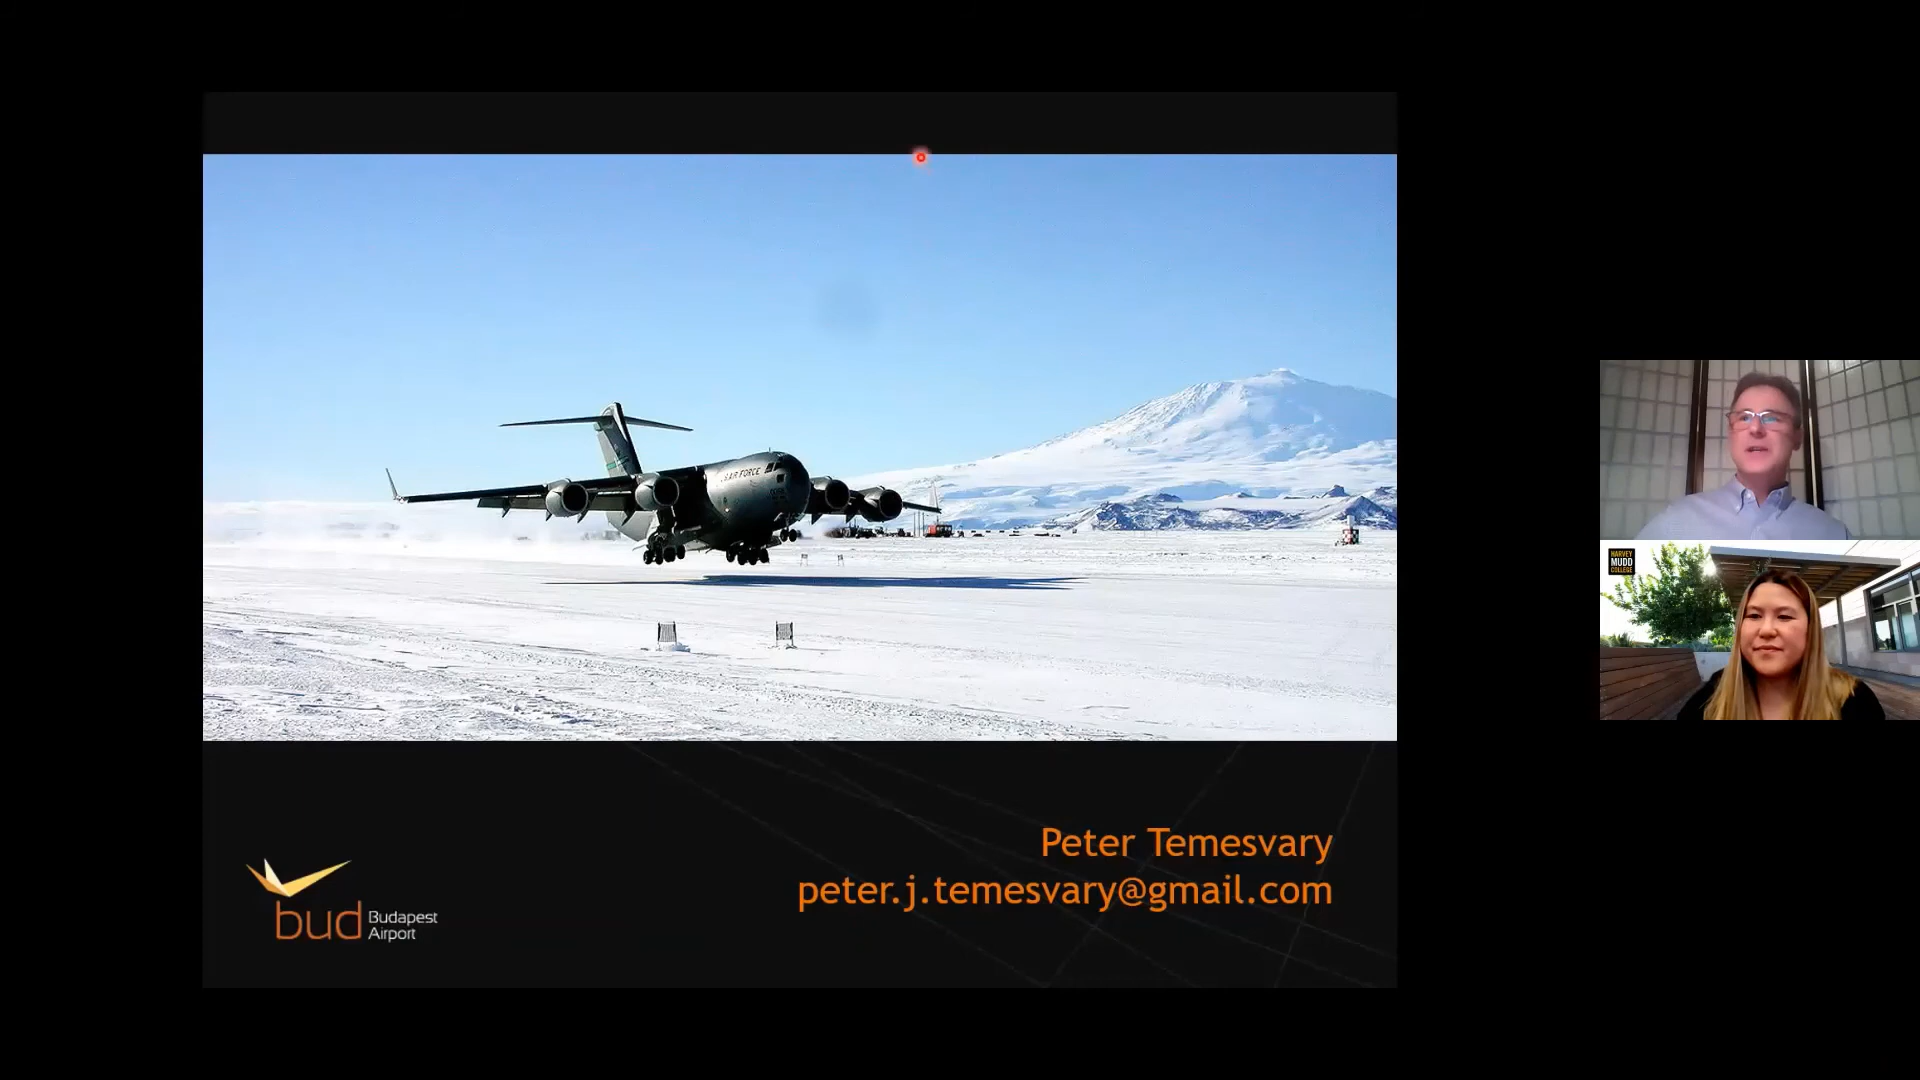 U.S. AIR FORCE
Peter Temesvary
peter.j.temesvary@gmail.com
bud Budapest
Airport
HARVEY
MUDD
COLLEGE